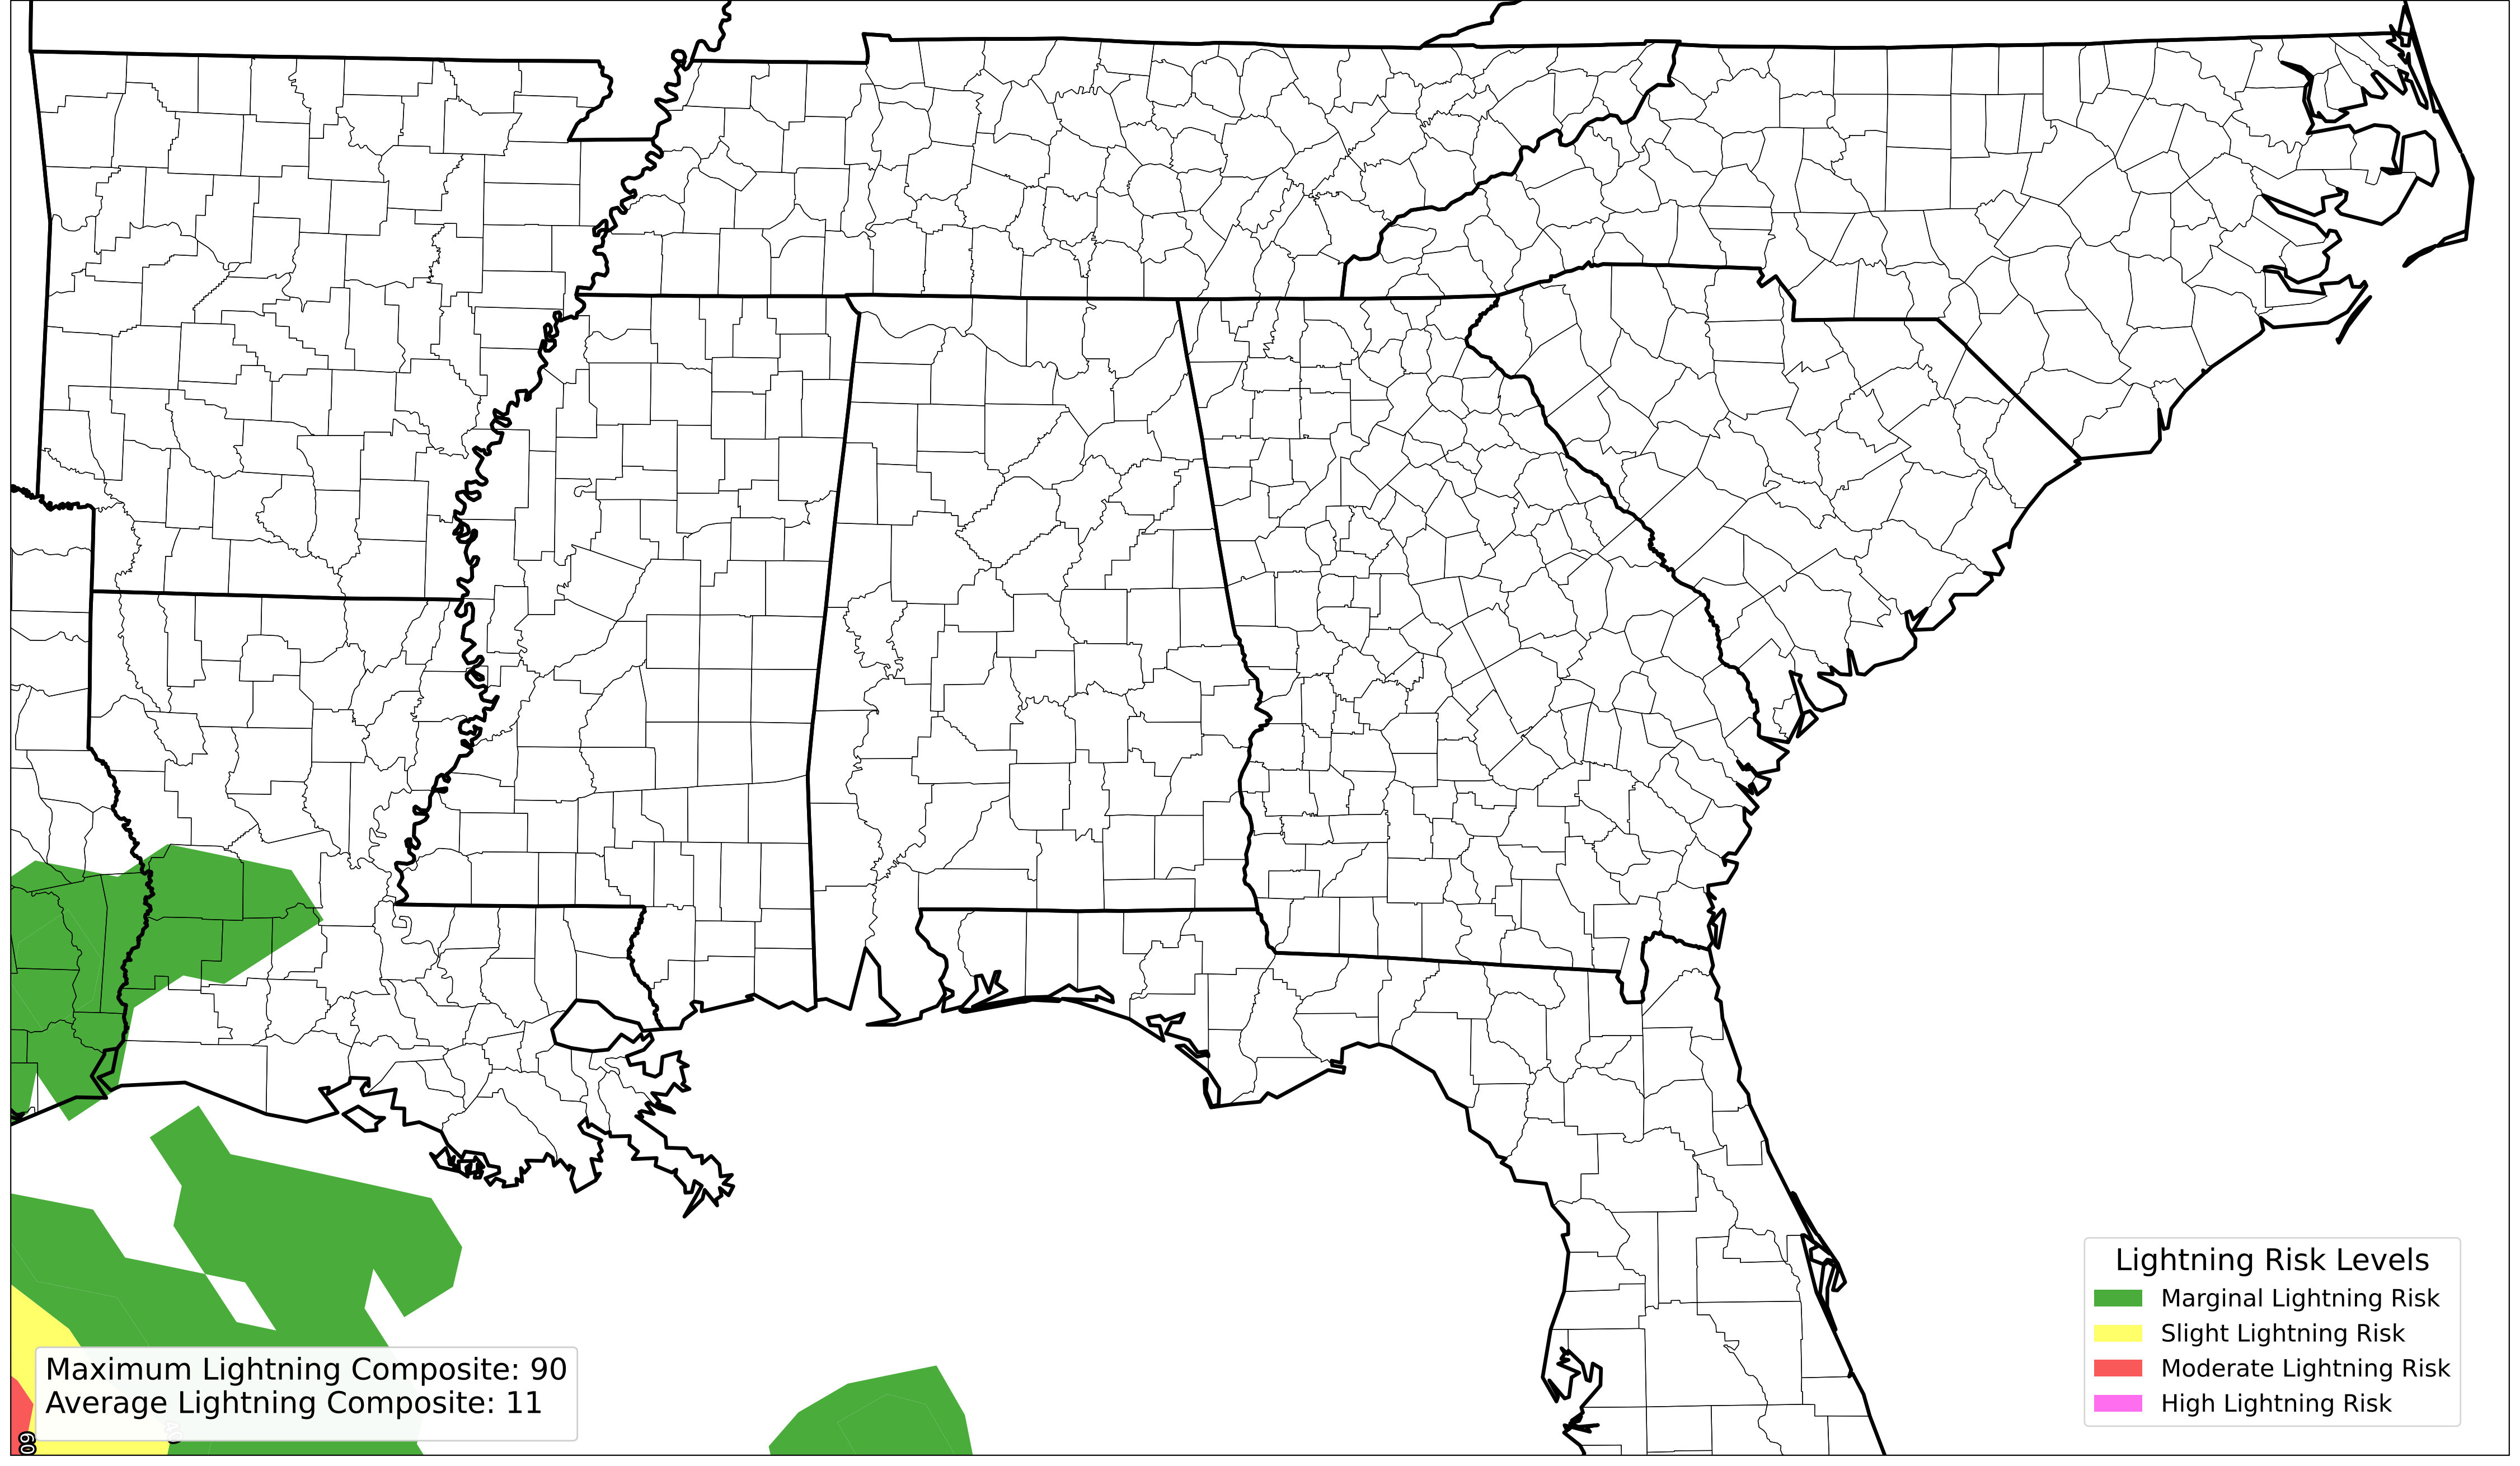 Lightning Risk Levels
Marginal Lightning Risk
Slight Lightning Risk
Moderate Lightning Risk
High Lightning Risk
Maximum Lightning Composite: 90
Average Lightning Composite: 11